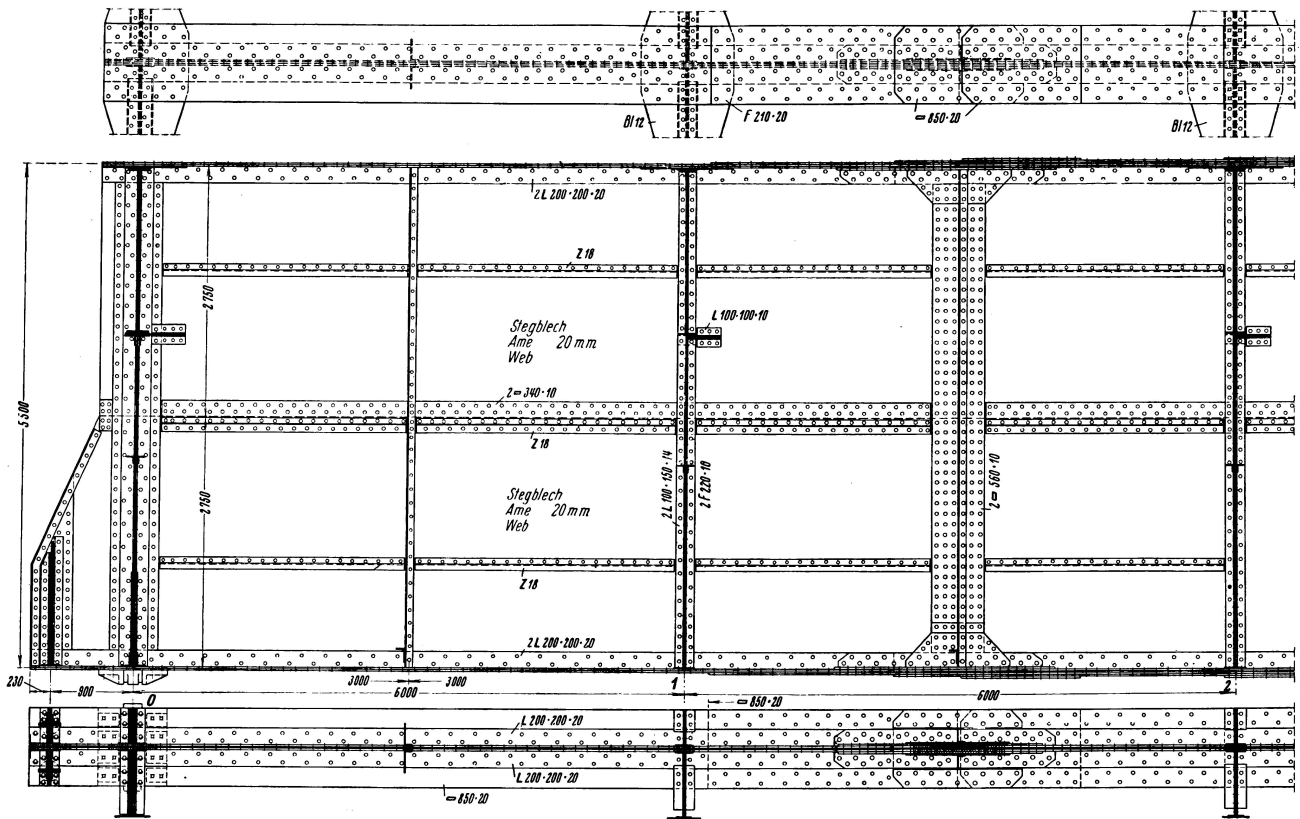 Bl 12
F 210·20
▭ 850·20
Bl 12
2 L 200·200·20
Z 18
2750
L 100·100·10
Stegblech
Ame 20 mm
Web
5500
2 ▭ 340·10
Z 18
2 L 100·150·14
2 F 220·10
2 ▭ 560·10
Stegblech
Ame 20 mm.
Web
2750
Z 18
2 L 200·200·20
230
900
0
3000
3000
6000
1
▭ 850·20
6000
2
L 200·200·20
L 200·200·20
▭ 850·20